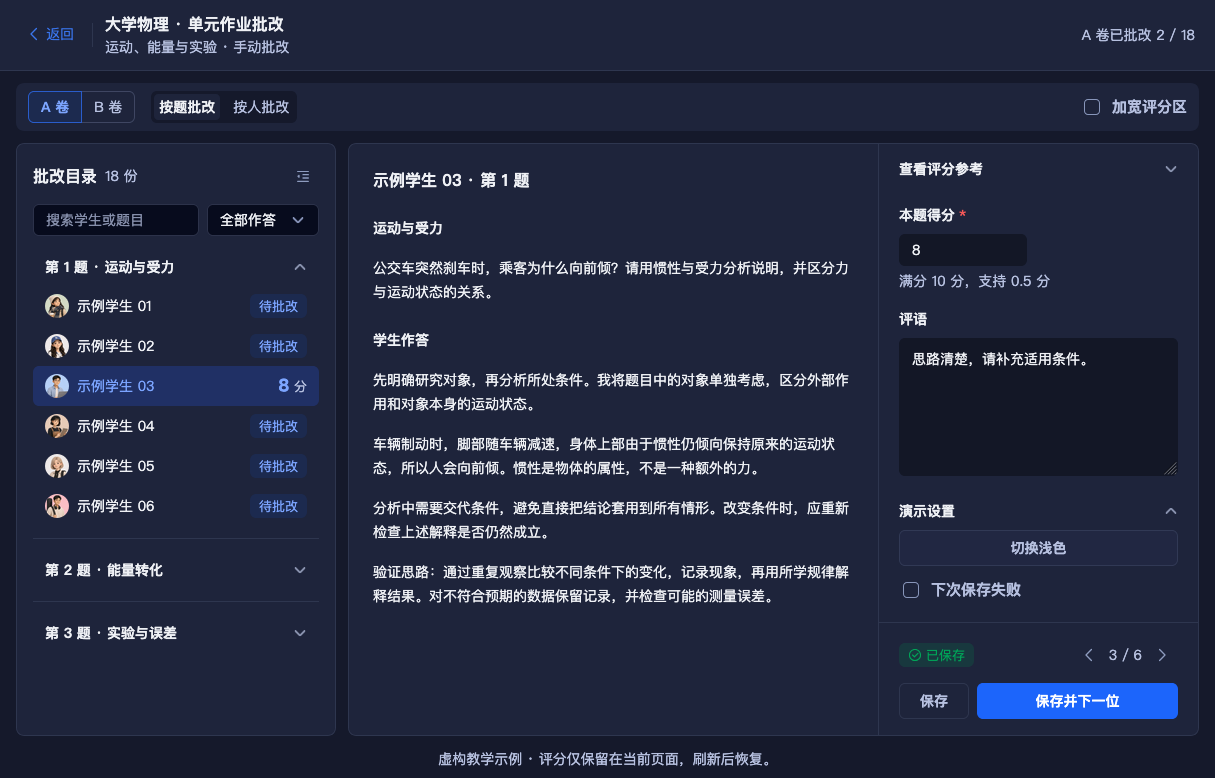 返回
大学物理 · 单元作业批改
运动、能量与实验 · 手动批改
A 卷已批改 2 / 18
A 卷
B 卷
按题批改
按人批改
加宽评分区
批改目录 18 份
搜索学生或题目
全部作答
第 1 题 · 运动与受力
示例学生 01
待批改
示例学生 02
待批改
示例学生 03
8 分
示例学生 04
待批改
示例学生 05
待批改
示例学生 06
待批改
第 2 题 · 能量转化
第 3 题 · 实验与误差
示例学生 03 · 第 1 题
运动与受力
公交车突然刹车时，乘客为什么向前倾？请用惯性与受力分析说明，并区分力
与运动状态的关系。
学生作答
先明确研究对象，再分析所处条件。我将题目中的对象单独考虑，区分外部作
用和对象本身的运动状态。
车辆制动时，脚部随车辆减速，身体上部由于惯性仍倾向保持原来的运动状
态，所以人会向前倾。惯性是物体的属性，不是一种额外的力。
分析中需要交代条件，避免直接把结论套用到所有情形。改变条件时，应重新
检查上述解释是否仍然成立。
验证思路：通过重复观察比较不同条件下的变化，记录现象，再用所学规律解
释结果。对不符合预期的数据保留记录，并检查可能的测量误差。
查看评分参考
本题得分 *
8
满分 10 分，支持 0.5 分
评语
思路清楚，请补充适用条件。
演示设置
切换浅色
下次保存失败
已保存
3 / 6
保存
保存并下一位
虚构教学示例 · 评分仅保留在当前页面，刷新后恢复。